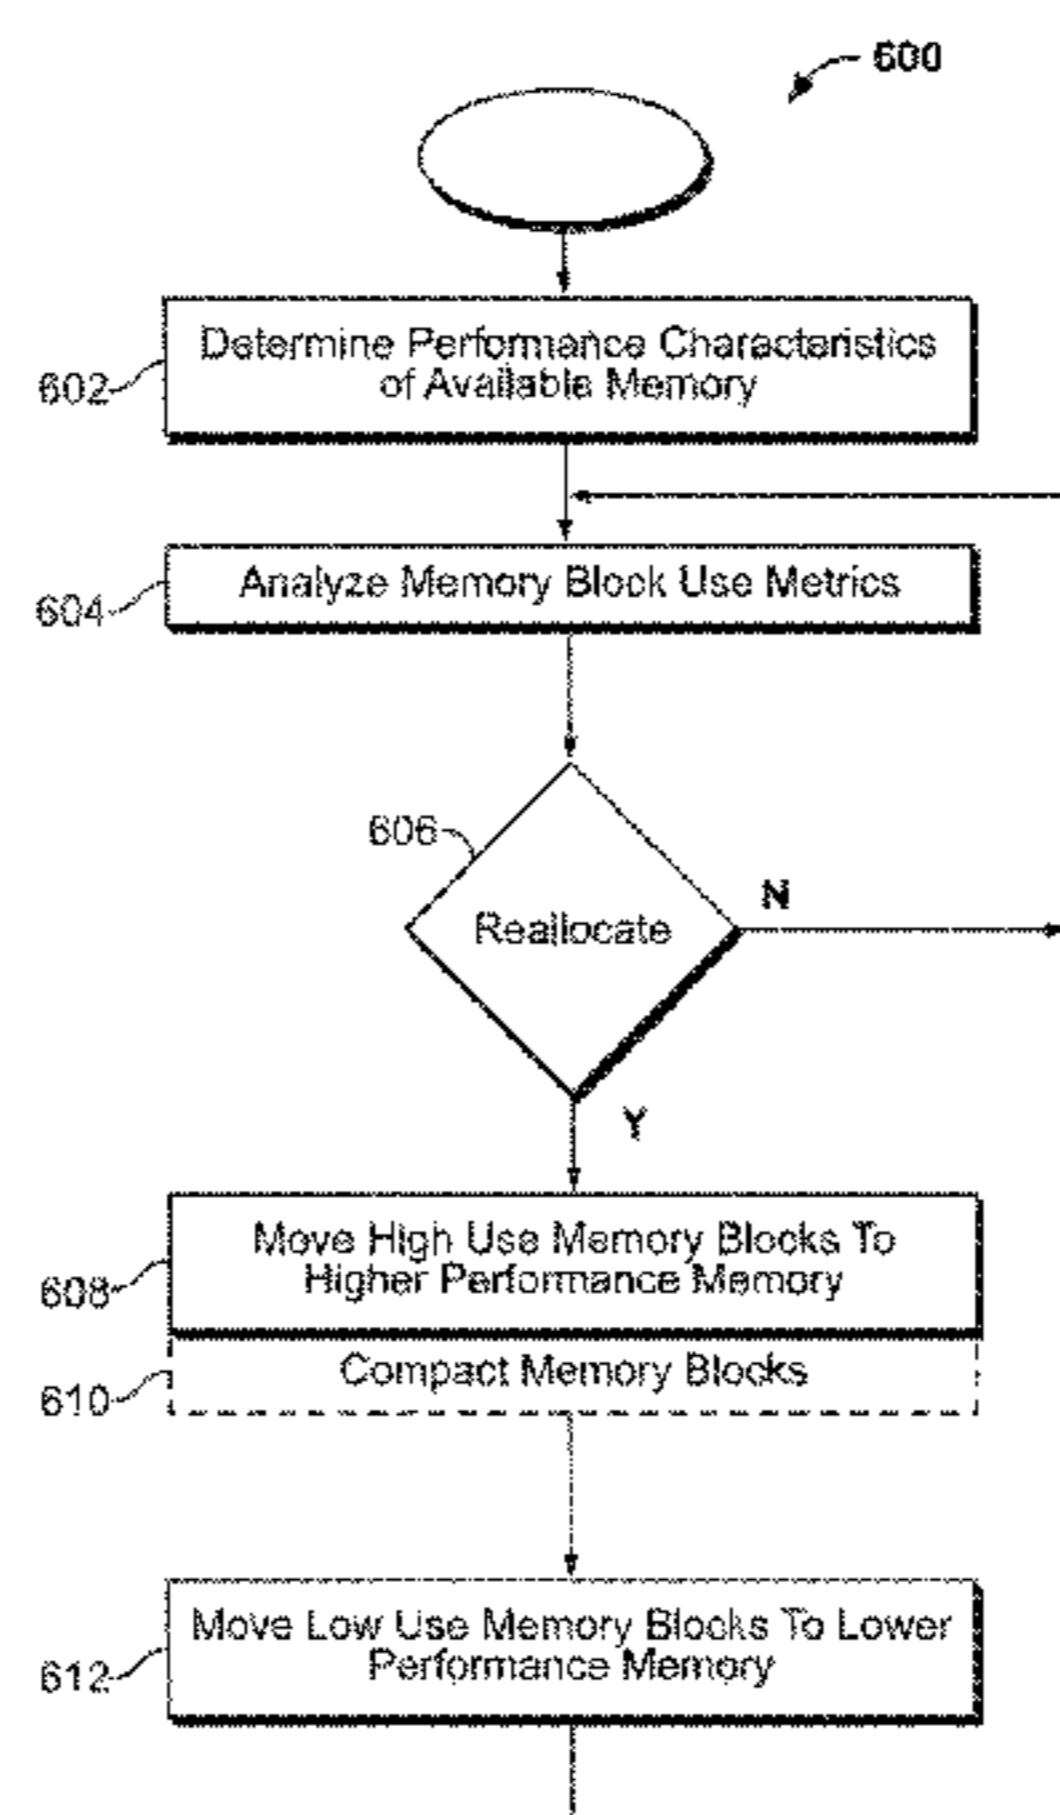 600
Determine Performance Characteristics
of Available Memory
602
Analyze Memory Block Use Metrics
604
606
Reallocate
N
Y
Move High Use Memory Blocks To
Higher Performance Memory
608
Compact Memory Blocks
610
Move Low Use Memory Blocks To Lower
Performance Memory
612